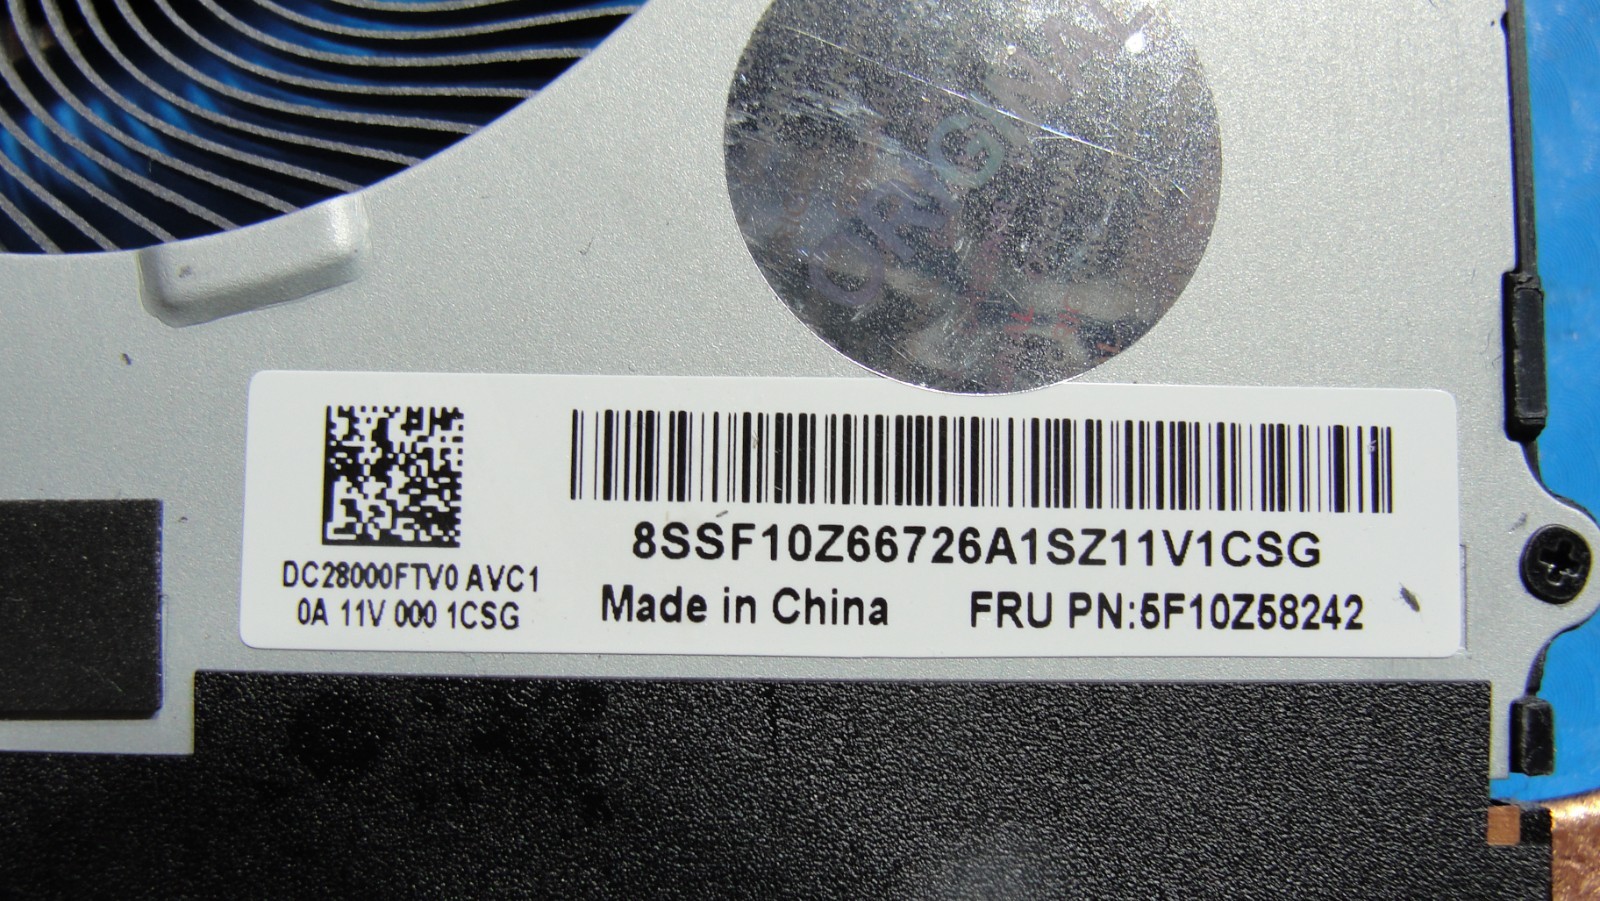 ORIGINAL
8SSF10Z66726A1SZ11V1CSG
DC28000FTV0 AVC1
0A 11V 000 1CSG
Made in China
FRU PN:5F10Z58242